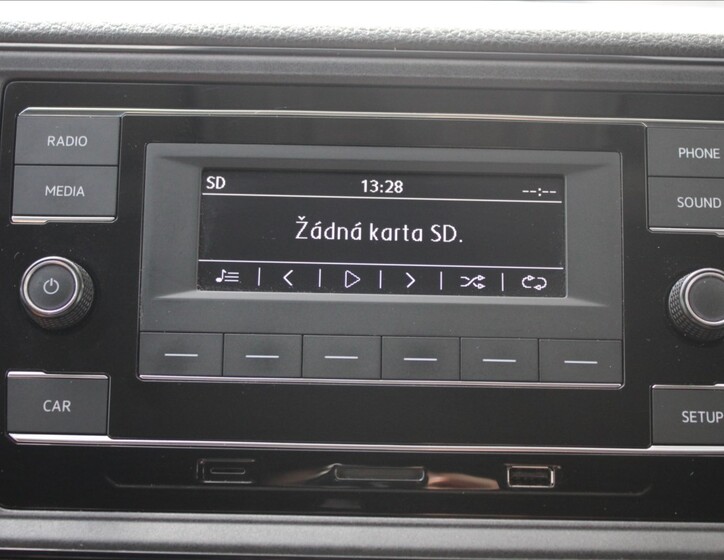 RADIO
MEDIA
CAR
SD 13:28 --:--
Žádná karta SD.
PHONE
SOUND
SETUP